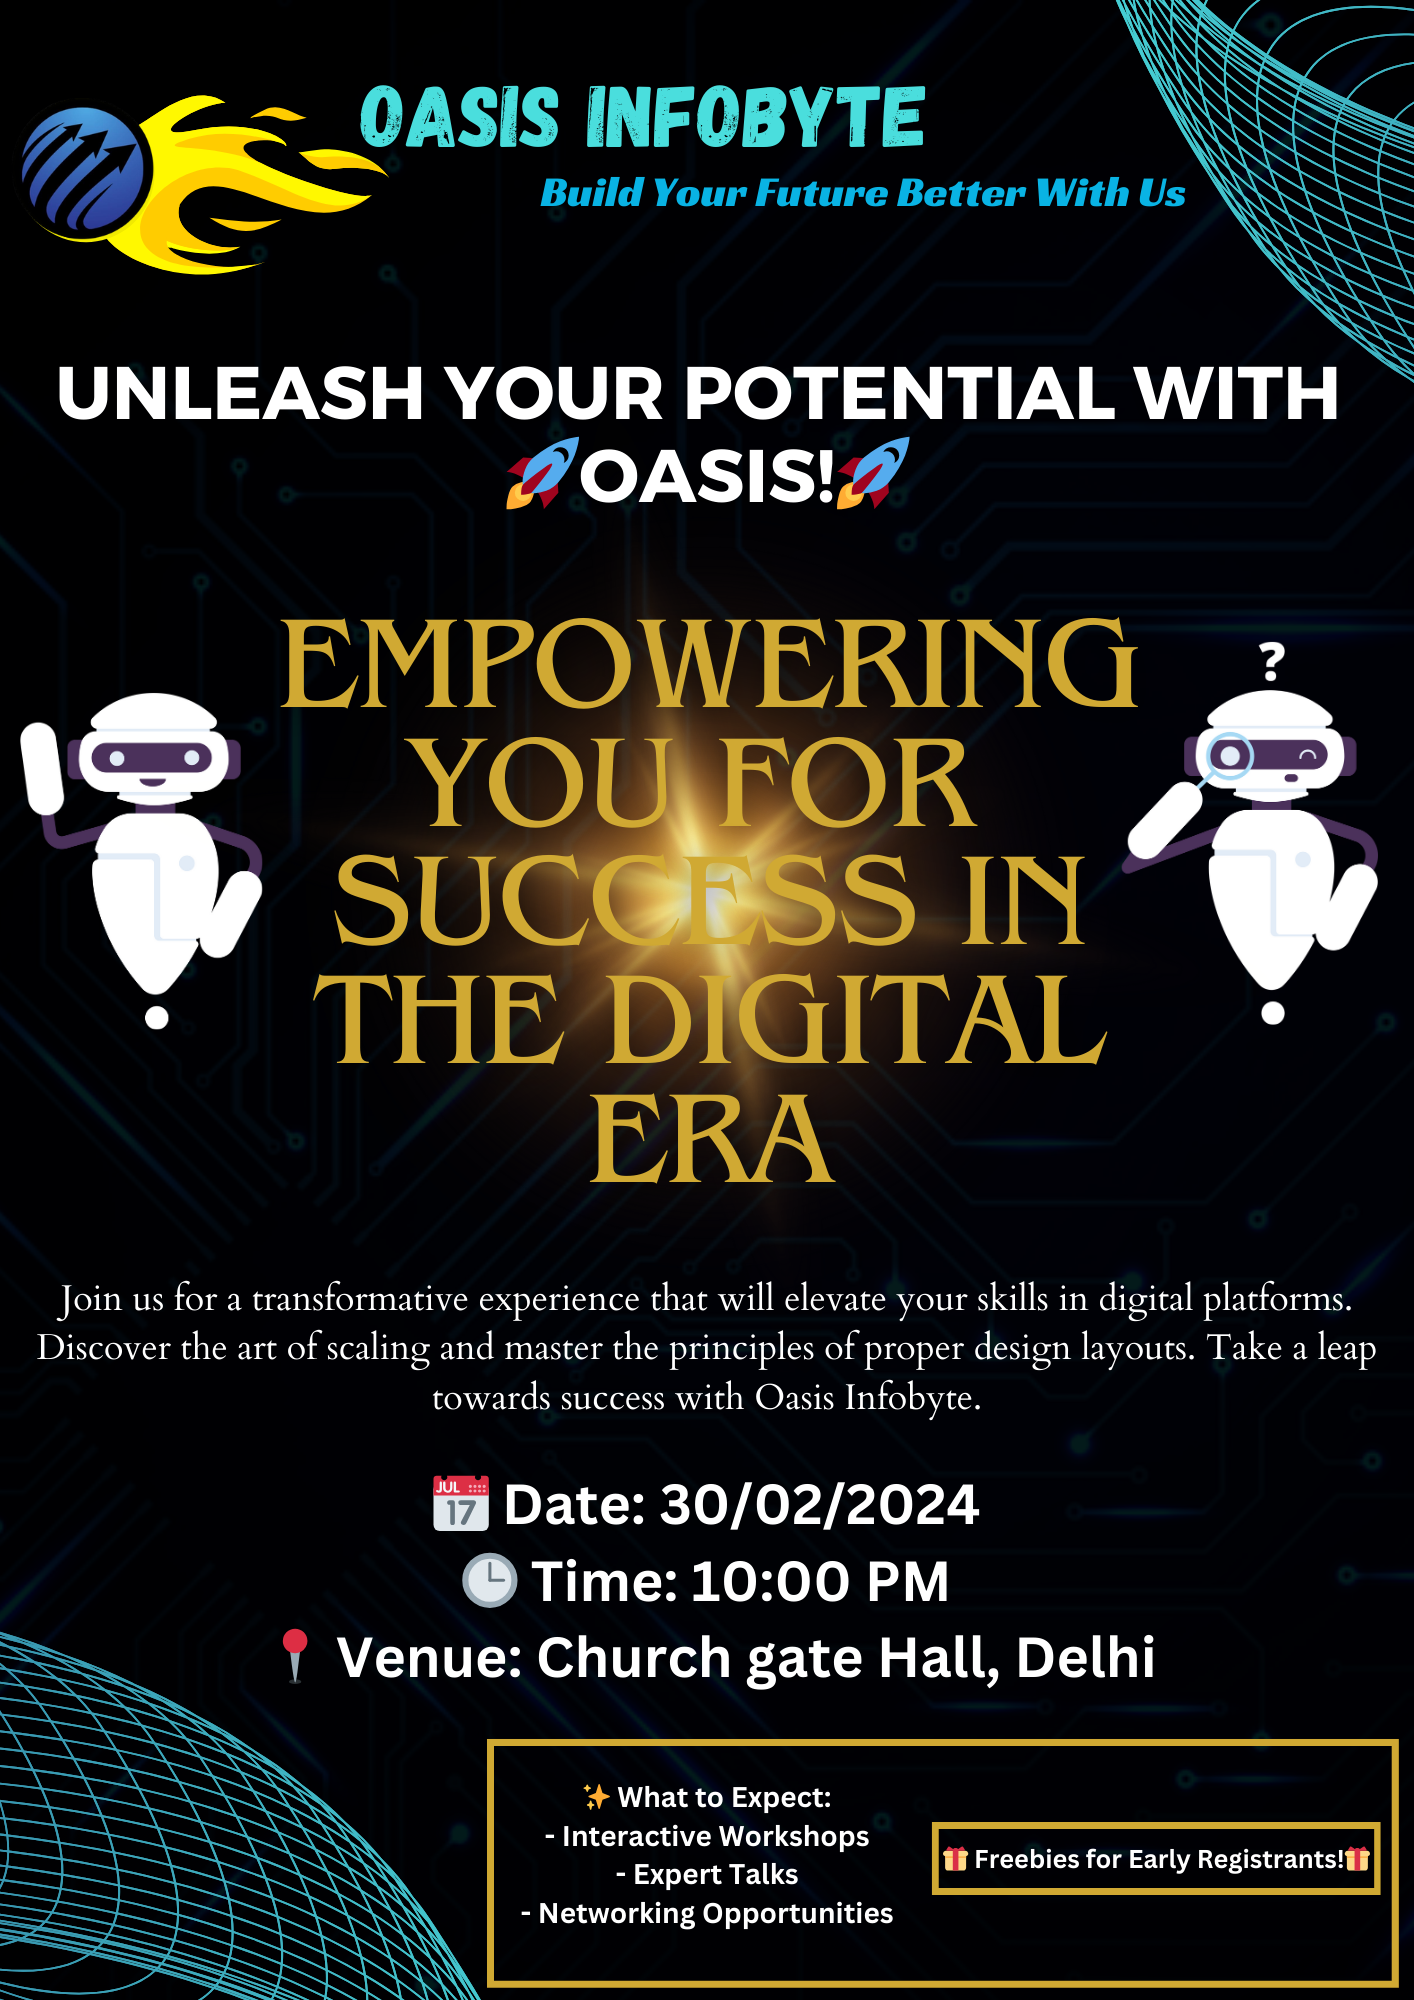 OASIS INFOBYTE
Build Your Future Better With Us
UNLEASH YOUR POTENTIAL WITH
🚀OASIS!🚀
EMPOWERING
YOU FOR
SUCCESS IN
THE DIGITAL
ERA
?
Join us for a transformative experience that will elevate your skills in digital platforms.
Discover the art of scaling and master the principles of proper design layouts. Take a leap
towards success with Oasis Infobyte.
📅 Date: 30/02/2024
🕒 Time: 10:00 PM
📍 Venue: Church gate Hall, Delhi
✨ What to Expect:
- Interactive Workshops
- Expert Talks
- Networking Opportunities
🎁 Freebies for Early Registrants!🎁